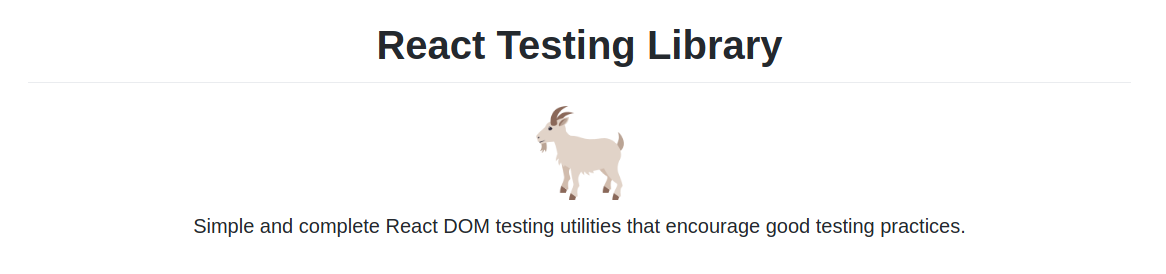 React Testing Library
Simple and complete React DOM testing utilities that encourage good testing practices.